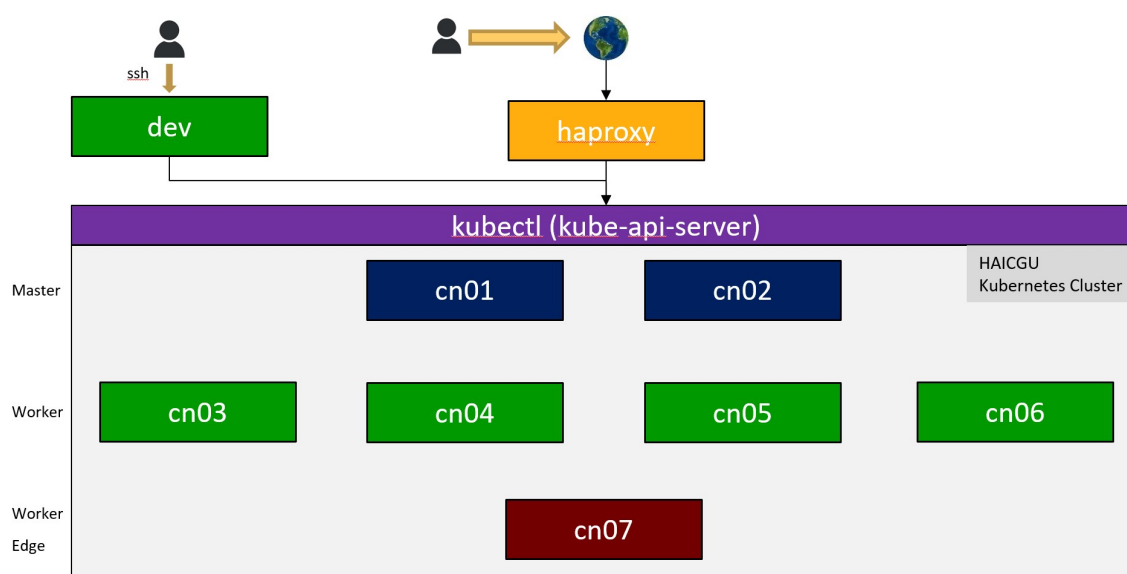 ssh
dev
haproxy
kubectl (kube-api-server)
HAICGU
Kubernetes Cluster
Master
cn01
cn02
Worker
cn03
cn04
cn05
cn06
Worker
Edge
cn07